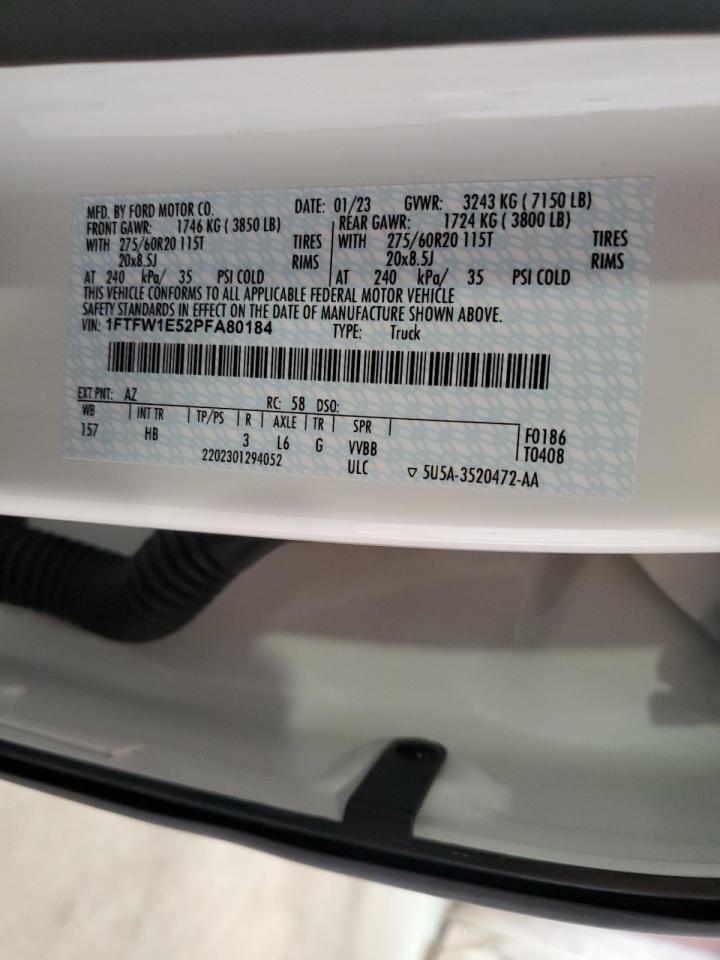 MFD. BY FORD MOTOR CO. DATE: 01/23 GVWR: 3243 KG ( 7150 LB)
FRONT GAWR: 1746 KG ( 3850 LB) REAR GAWR: 1724 KG ( 3800 LB)
WITH 275/60R20 115T TIRES WITH 275/60R20 115T TIRES
20x8.5J RIMS 20x8.5J RIMS
AT 240 kPa/ 35 PSI COLD AT 240 kPa/ 35 PSI COLD
THIS VEHICLE CONFORMS TO ALL APPLICABLE FEDERAL MOTOR VEHICLE
SAFETY STANDARDS IN EFFECT ON THE DATE OF MANUFACTURE SHOWN ABOVE.
VIN: 1FTFW1E52PFA80184 TYPE: Truck
EXT PNT: AZ RC: 58 DSO:
WB INT TR TP/PS R AXLE TR SPR
157 HB 3 L6 G VVBB F0186
2202301294052 ULC T0408
▽ 5U5A-3520472-AA